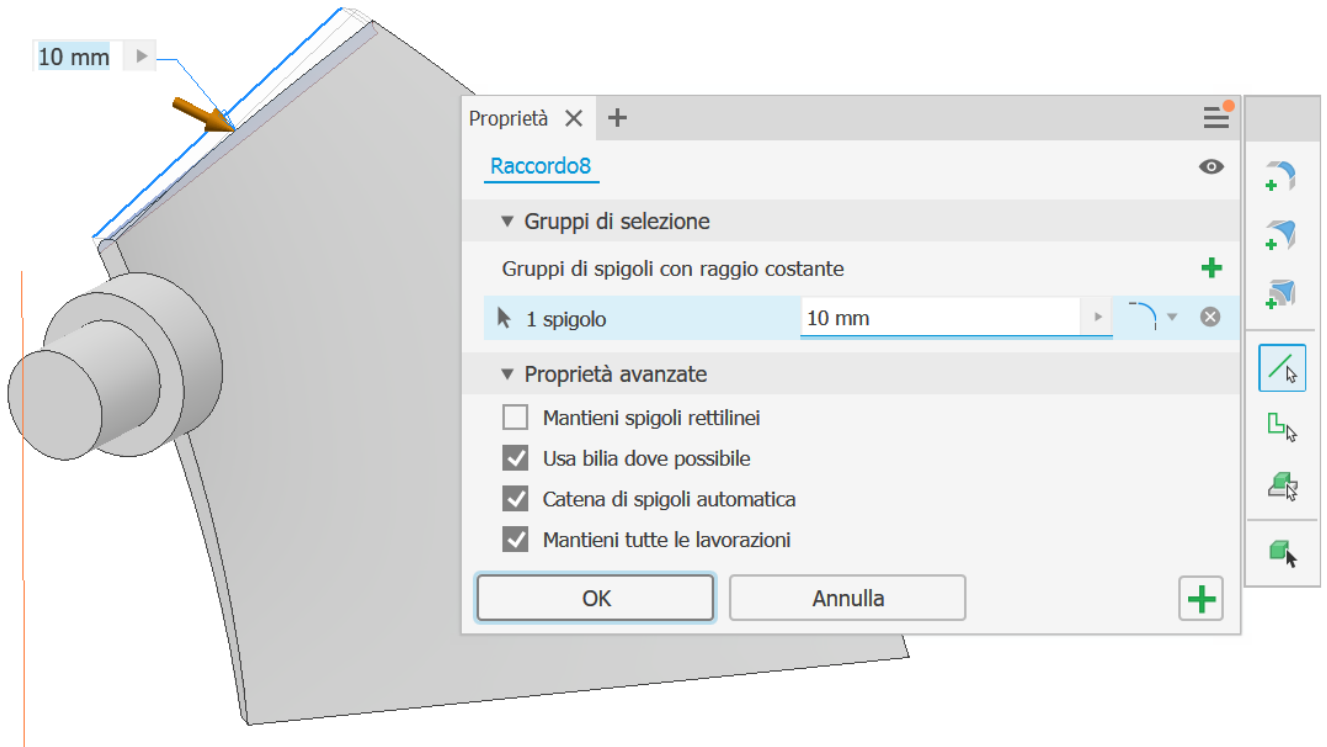 10 mm
Proprietà
Raccordo8
Gruppi di selezione
Gruppi di spigoli con raggio costante
1 spigolo 10 mm
Proprietà avanzate
Mantieni spigoli rettilinei
Usa bilia dove possibile
Catena di spigoli automatica
Mantieni tutte le lavorazioni
OK Annulla